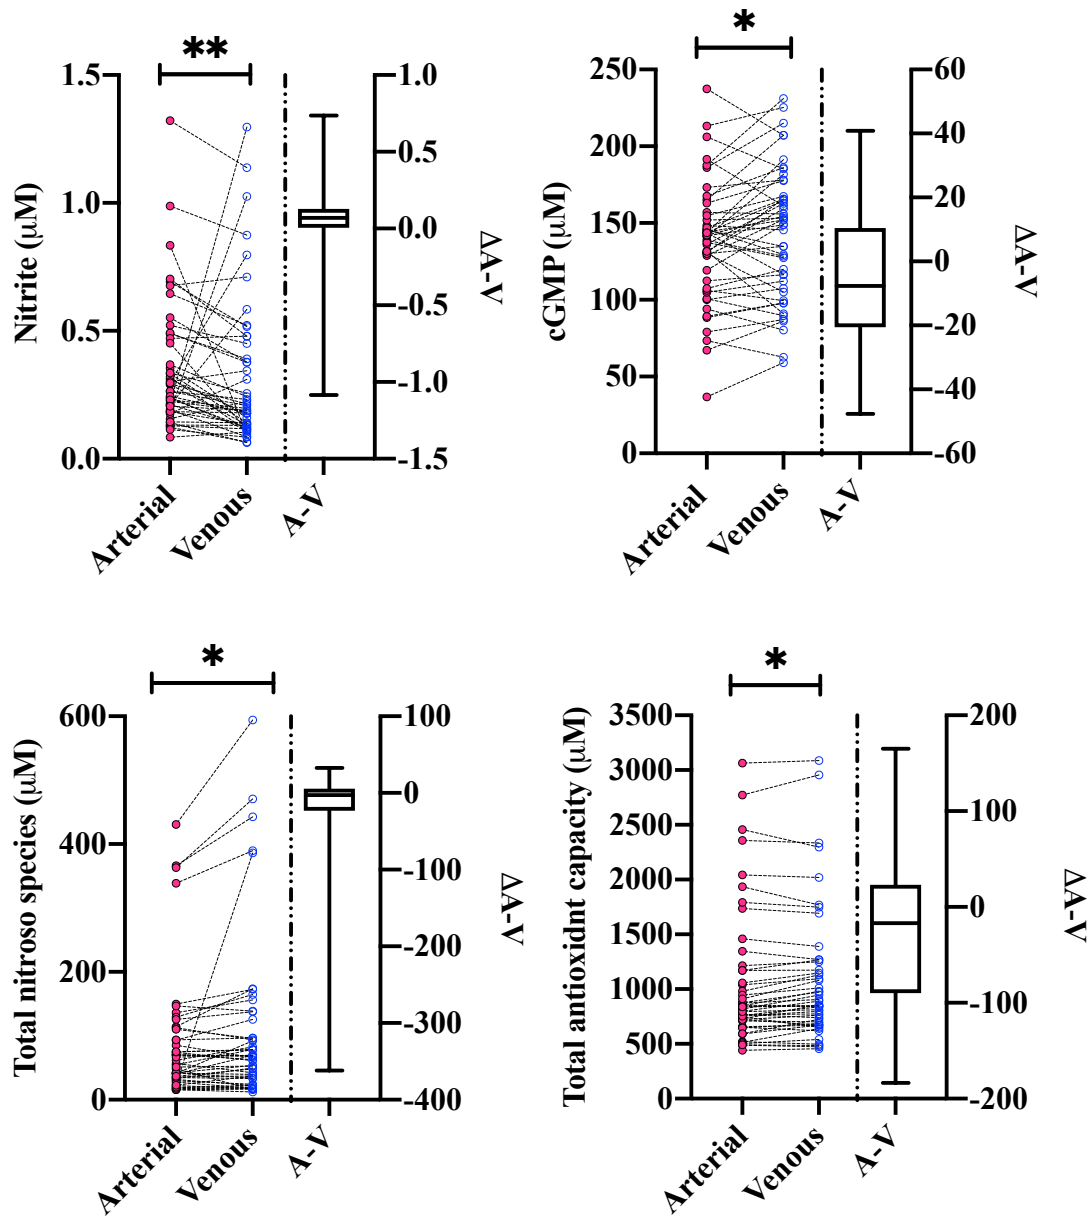 **
Nitrite (µM)
1.5
1.0
0.5
0.0
1.0
0.5
0.0
-0.5
-1.0
-1.5
ΔA-V
Arterial
Venous
A-V
*
cGMP (µM)
250
200
150
100
50
0
60
40
20
0
-20
-40
-60
ΔA-V
Arterial
Venous
A-V
*
Total nitroso species (µM)
600
400
200
0
100
0
-100
-200
-300
-400
ΔA-V
Arterial
Venous
A-V
*
Total antioxidnt capacity (µM)
3500
3000
2500
2000
1500
1000
500
0
200
100
0
-100
-200
ΔA-V
Arterial
Venous
A-V